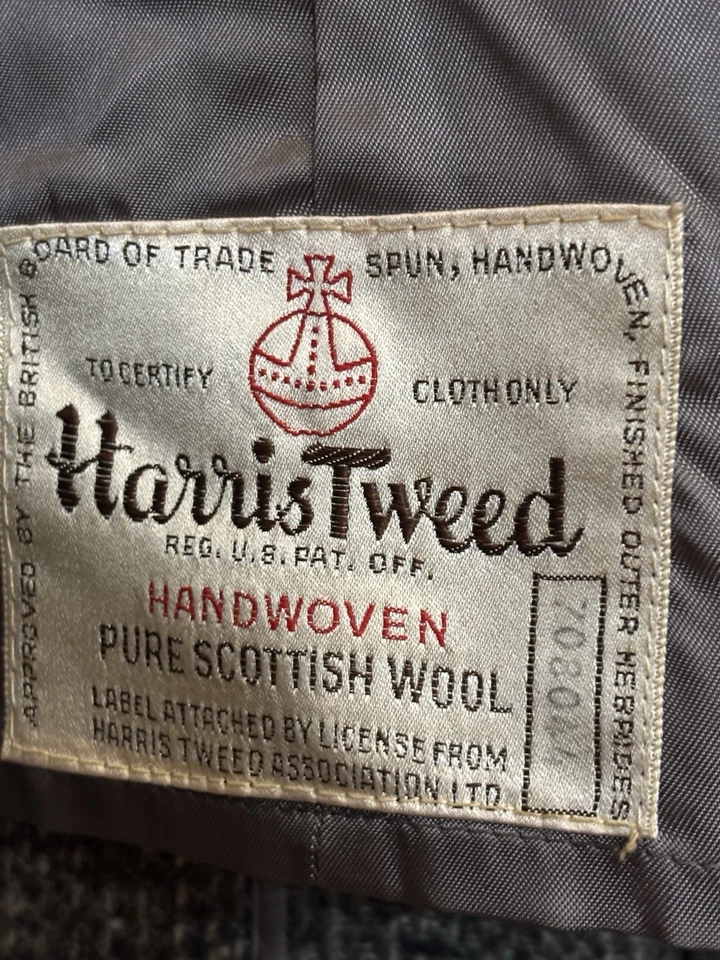 APPROVED BY THE BRITISH BOARD OF TRADE
SPUN, HANDWOVEN, FINISHED OUTER HEBRIDES
TO CERTIFY
CLOTH ONLY
Harris Tweed
REG. U.S. PAT. OFF.
HANDWOVEN
PURE SCOTTISH WOOL
LABEL ATTACHED BY LICENSE FROM
HARRIS TWEED ASSOCIATION LTD.